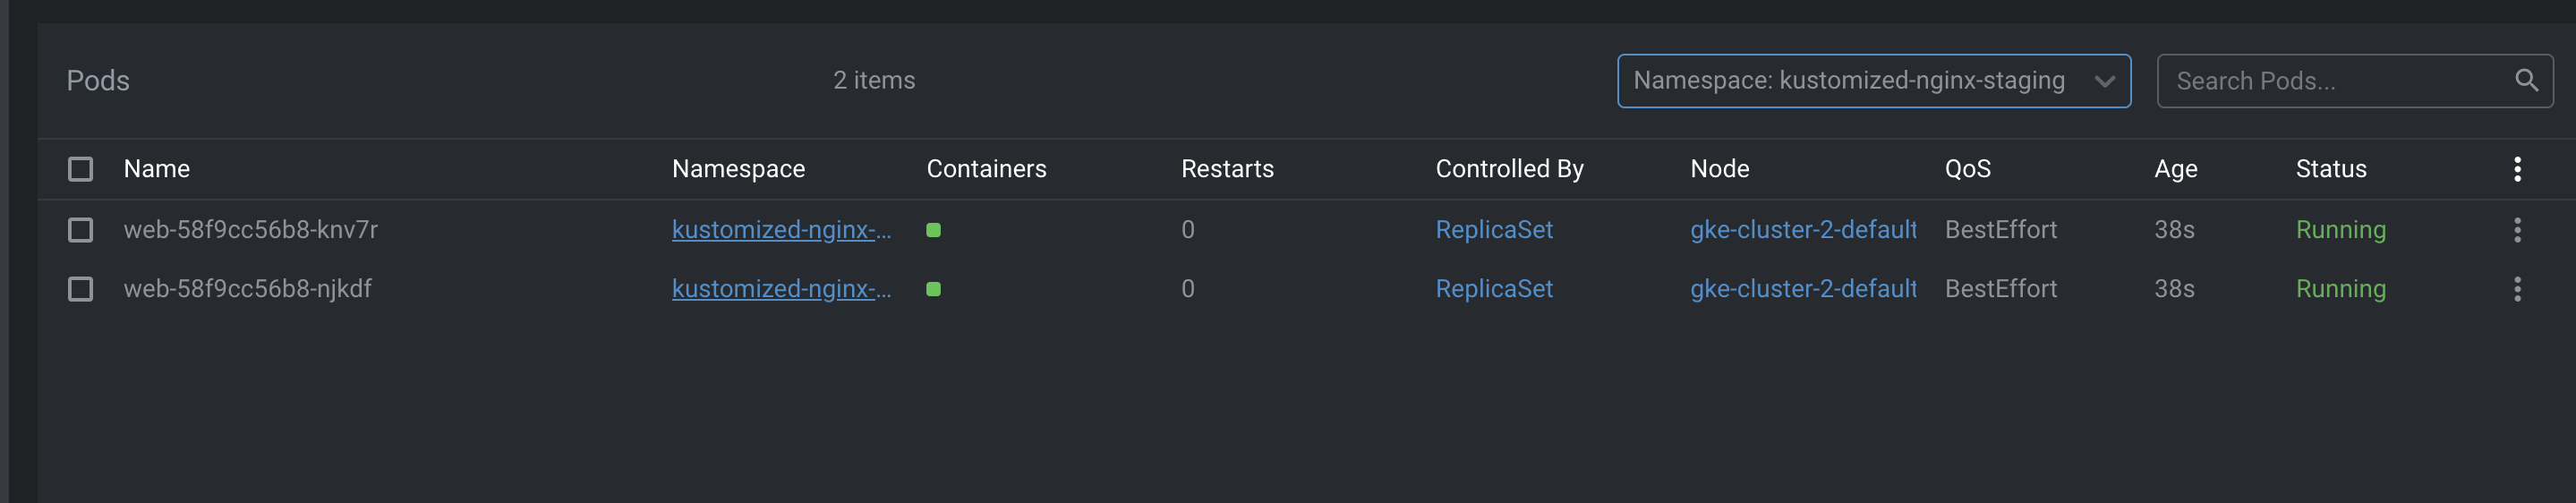 Pods 2 items Namespace: kustomized-nginx-staging Search Pods...
Name Namespace Containers Restarts Controlled By Node QoS Age Status
web-58f9cc56b8-knv7r kustomized-nginx-... 0 ReplicaSet gke-cluster-2-default BestEffort 38s Running
web-58f9cc56b8-njkdf kustomized-nginx-... 0 ReplicaSet gke-cluster-2-default BestEffort 38s Running